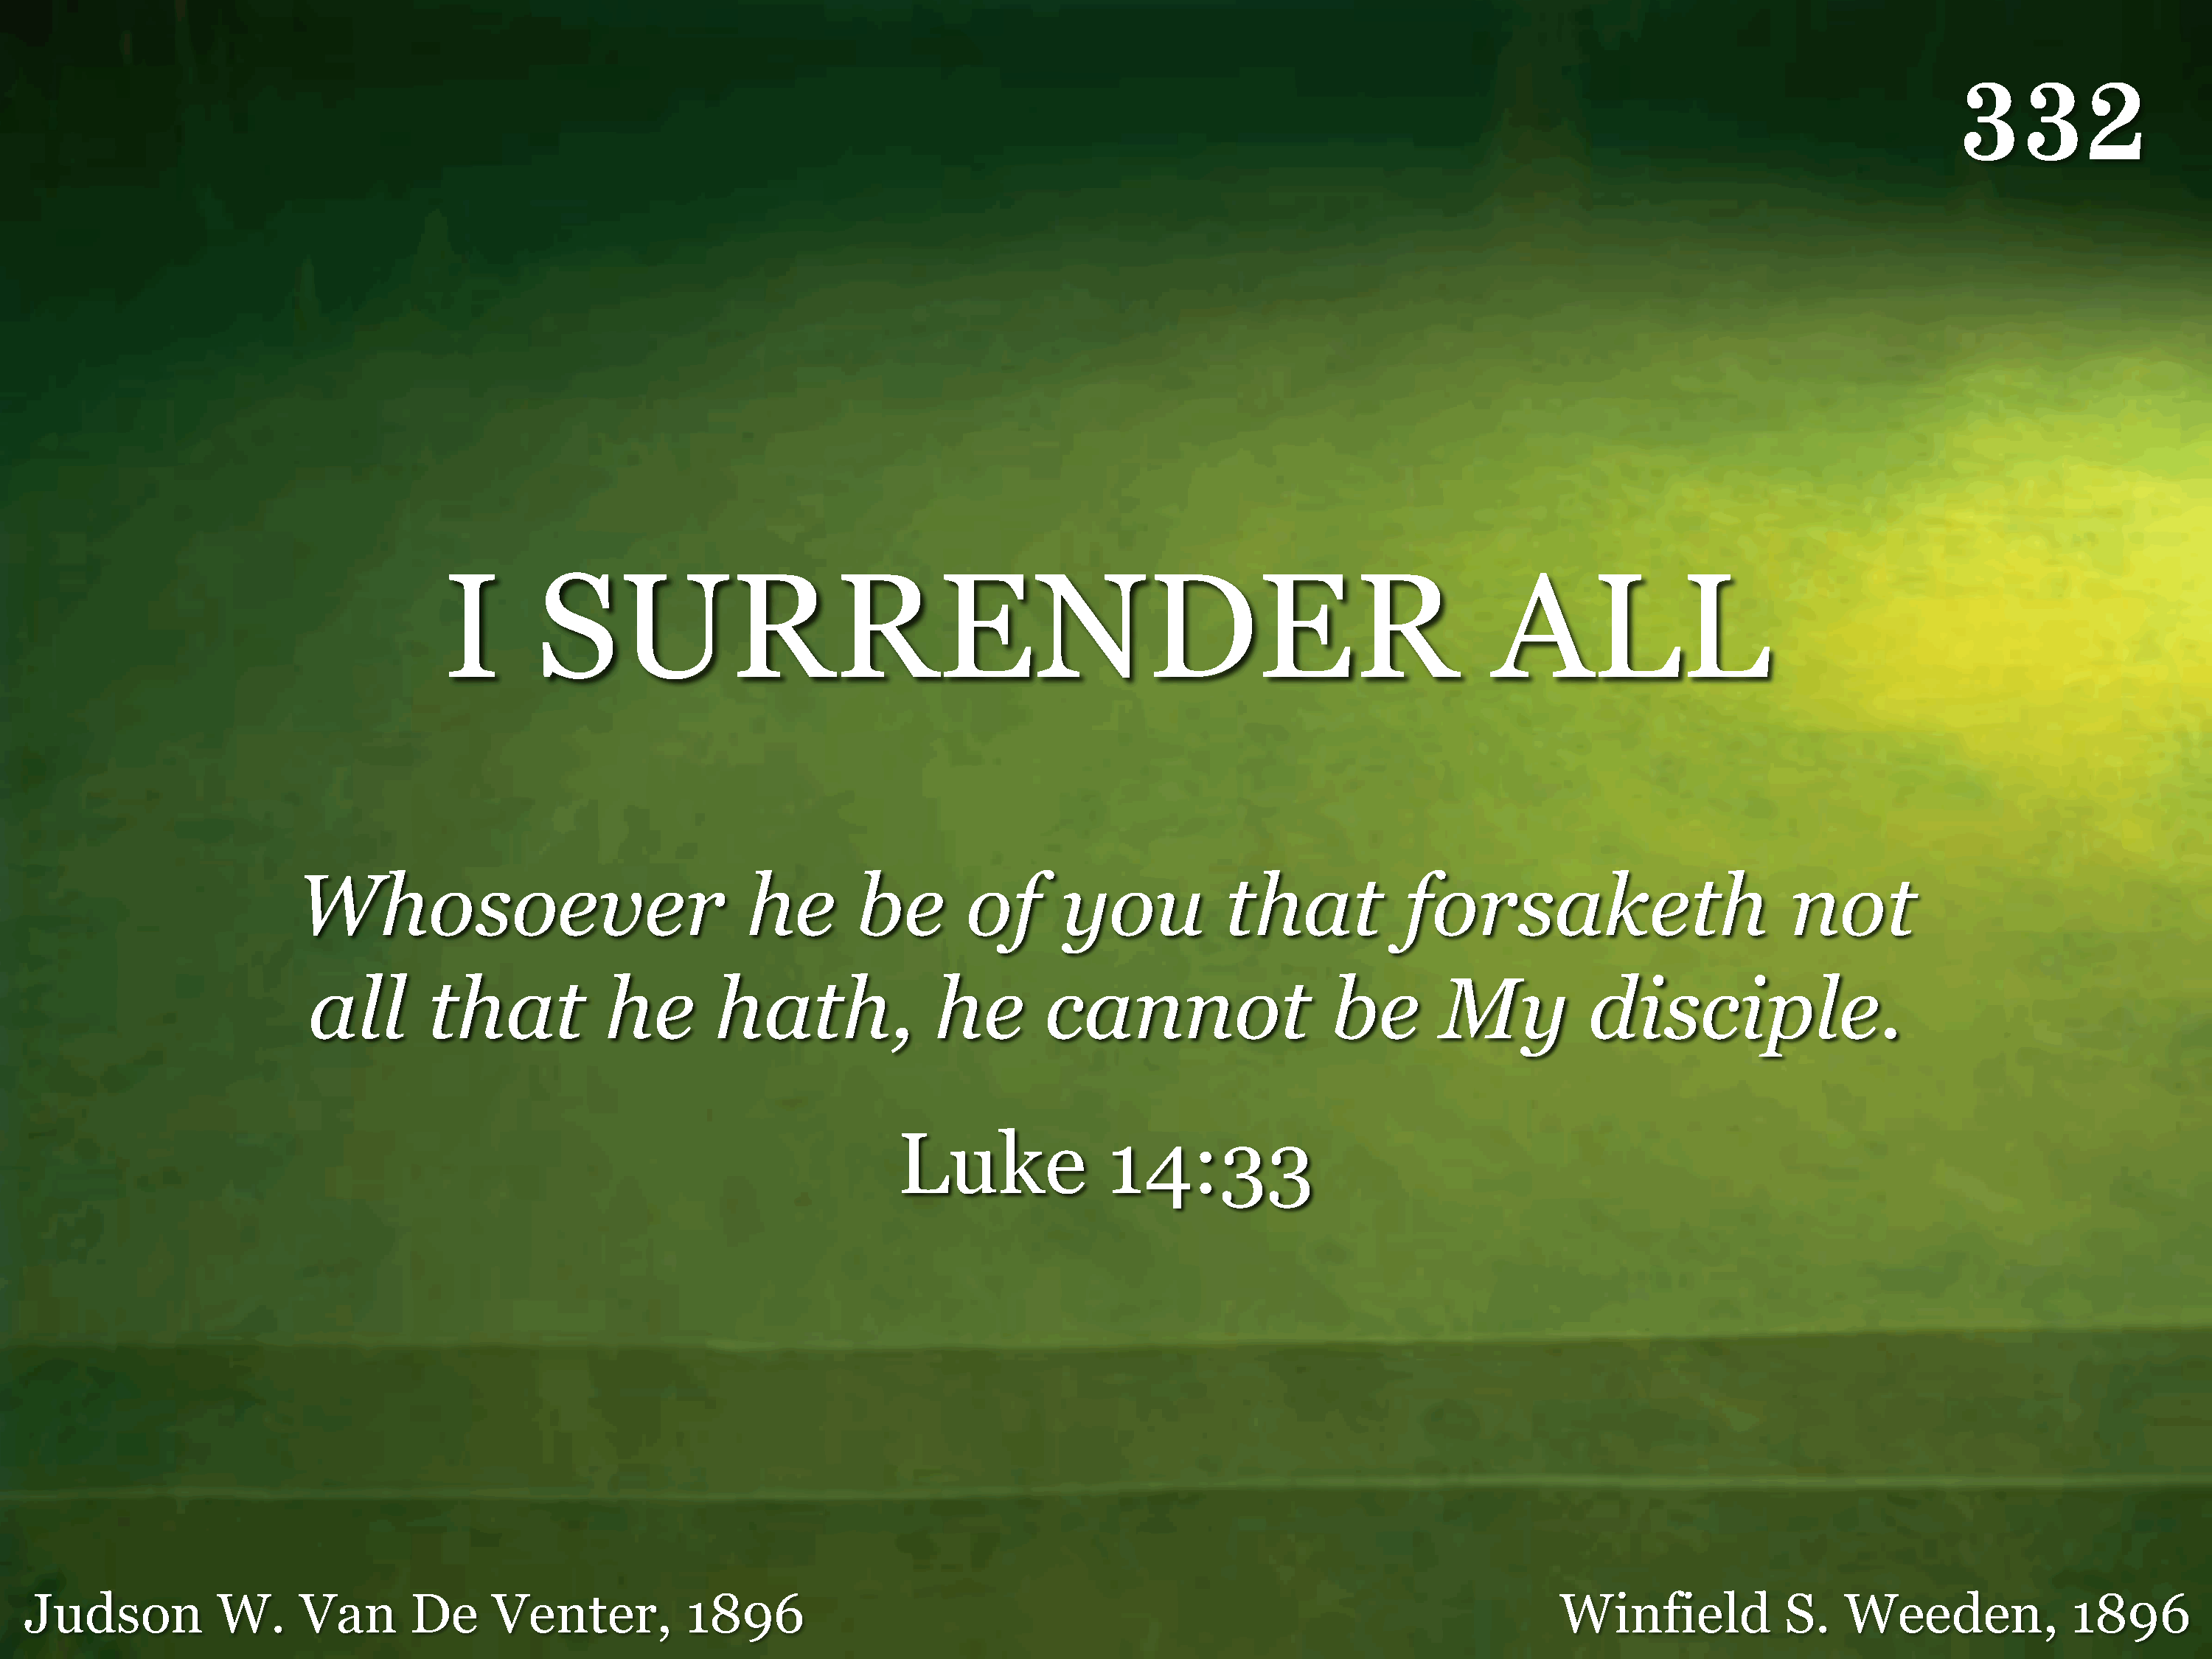 332
I SURRENDER ALL
Whosoever he be of you that forsaketh not
all that he hath, he cannot be My disciple.
Luke 14:33
Judson W. Van De Venter, 1896
Winfield S. Weeden, 1896